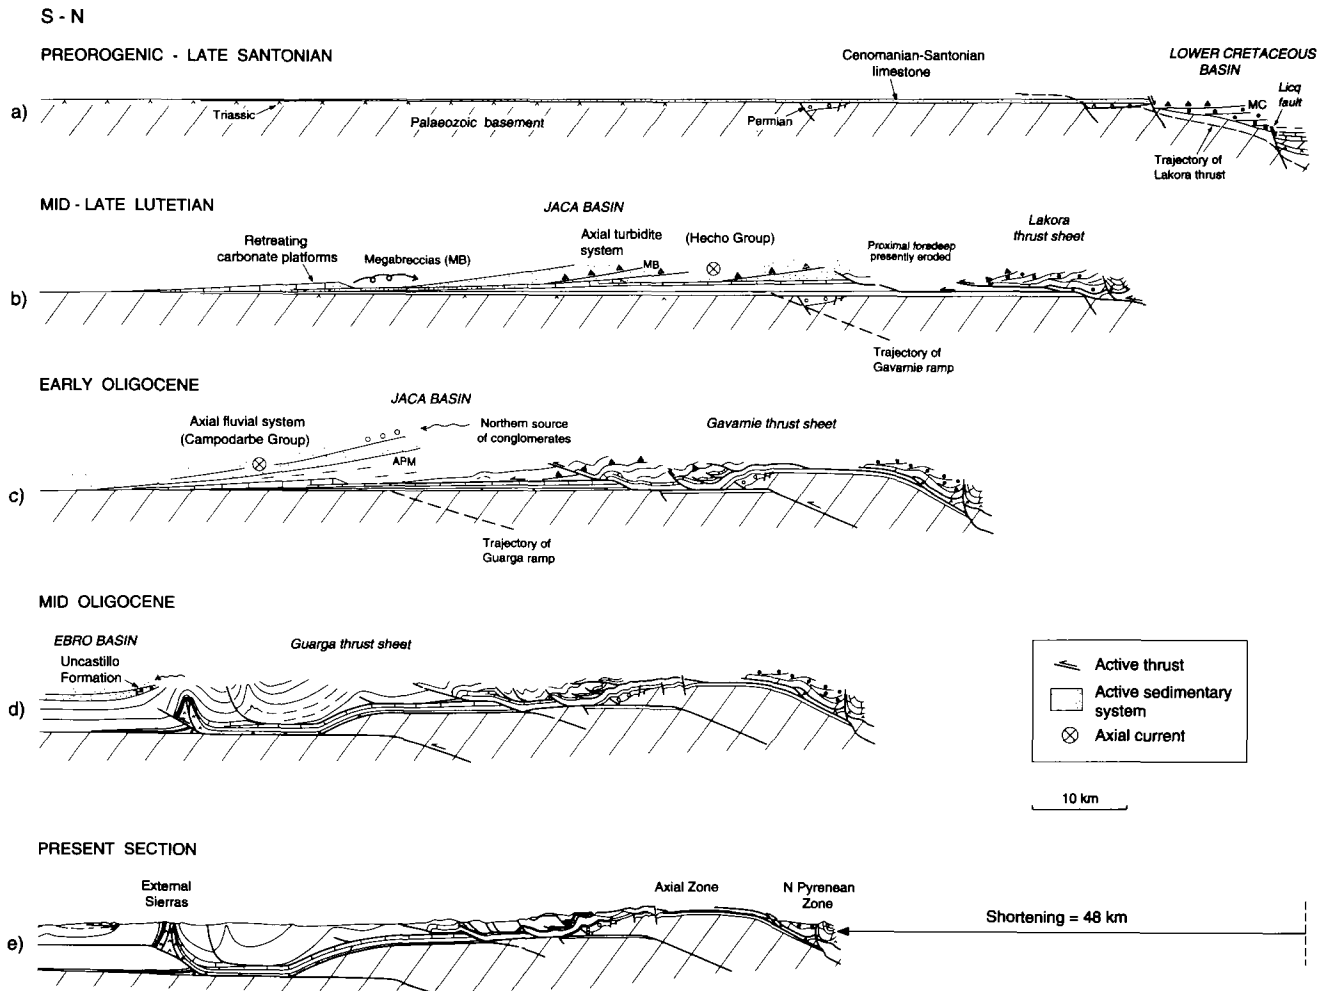 S - N
PREOROGENIC - LATE SANTONIAN
Cenomanian-Santonian
limestone
LOWER CRETACEOUS
BASIN
Licq
fault
MC
a)
Triassic
Palaeozoic basement
Permian
Trajectory of
Lakora thrust
MID - LATE LUTETIAN
JACA BASIN
Retreating
carbonate platforms
Megabreccias (MB)
Axial turbidite
system
(Hecho Group)
MB
Proximal foredeep
presently eroded
Lakora
thrust sheet
b)
Trajectory of
Gavarnie ramp
EARLY OLIGOCENE
JACA BASIN
Axial fluvial system
(Campodarbe Group)
Northern source
of conglomerates
Gavarnie thrust sheet
APM
c)
Trajectory of
Guarga ramp
MID OLIGOCENE
EBRO BASIN
Uncastillo
Formation
Guarga thrust sheet
d)
Active thrust
Active sedimentary
system
Axial current
10 km
PRESENT SECTION
External
Sierras
Axial Zone
N Pyrenean
Zone
Shortening = 48 km
e)